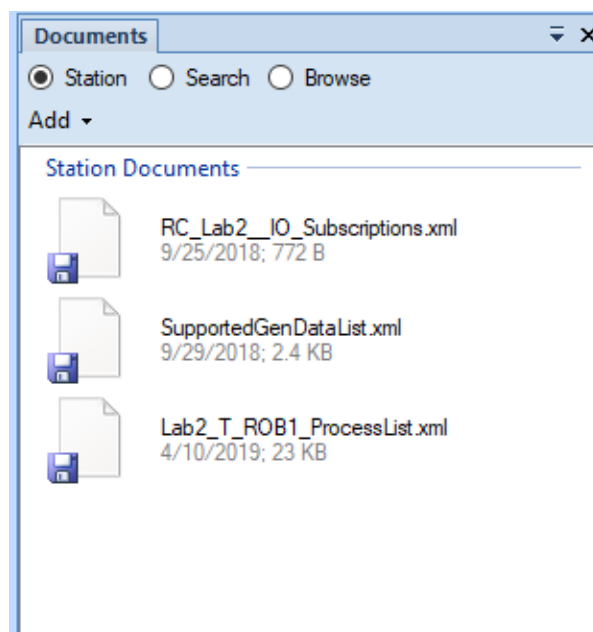 Documents
Station Search Browse
Add
Station Documents
RC_Lab2__IO_Subscriptions.xml
9/25/2018; 772 B
SupportedGenDataList.xml
9/29/2018; 2.4 KB
Lab2_T_ROB1_ProcessList.xml
4/10/2019; 23 KB